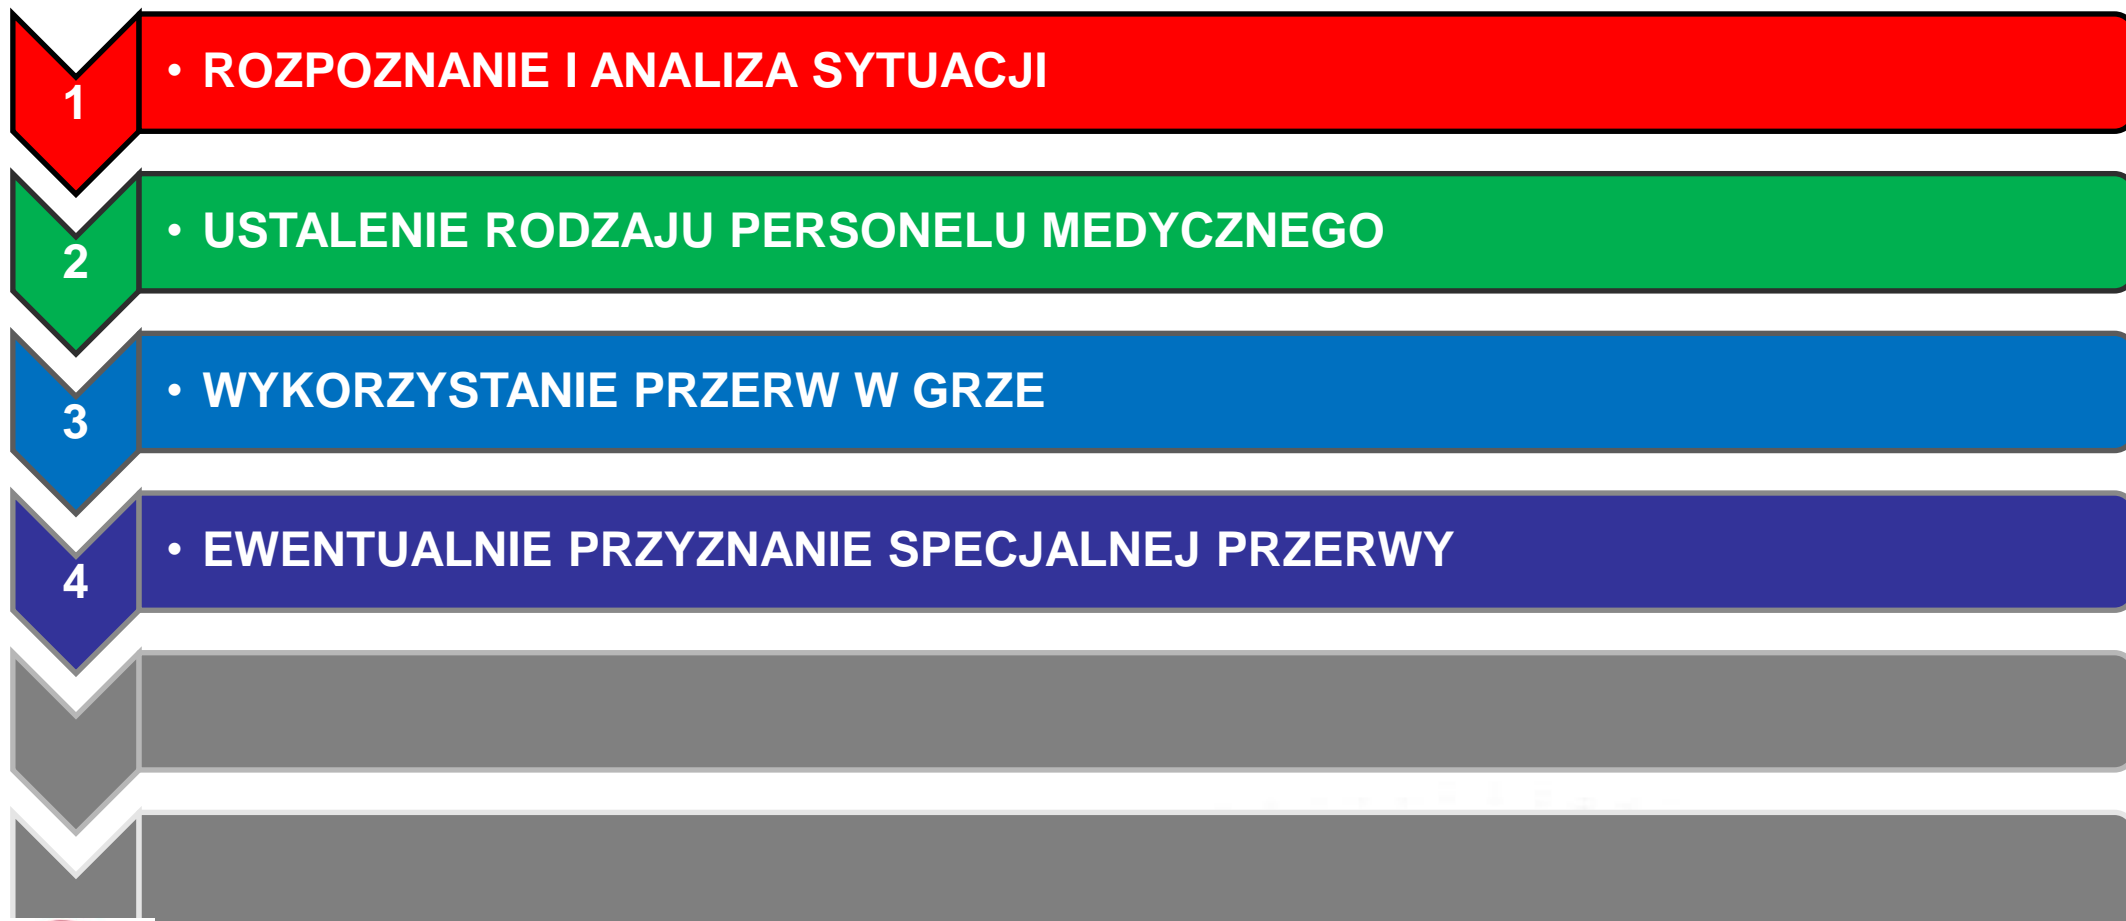 1
• ROZPOZNANIE I ANALIZA SYTUACJI
2
• USTALENIE RODZAJU PERSONELU MEDYCZNEGO
3
• WYKORZYSTANIE PRZERW W GRZE
4
• EWENTUALNIE PRZYZNANIE SPECJALNEJ PRZERWY